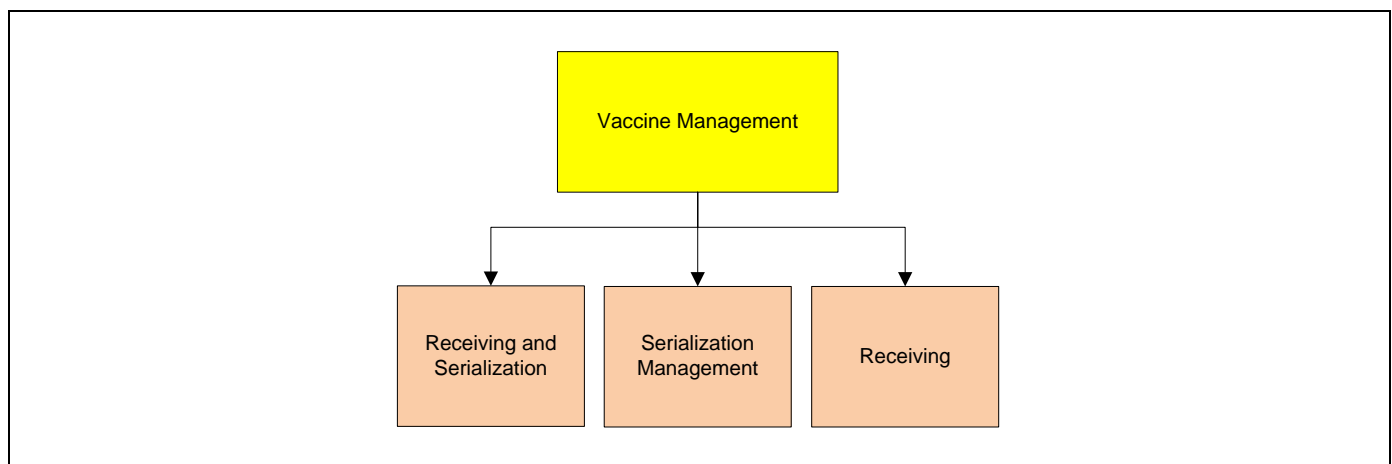 Vaccine Management
Receiving and
Serialization
Serialization
Management
Receiving